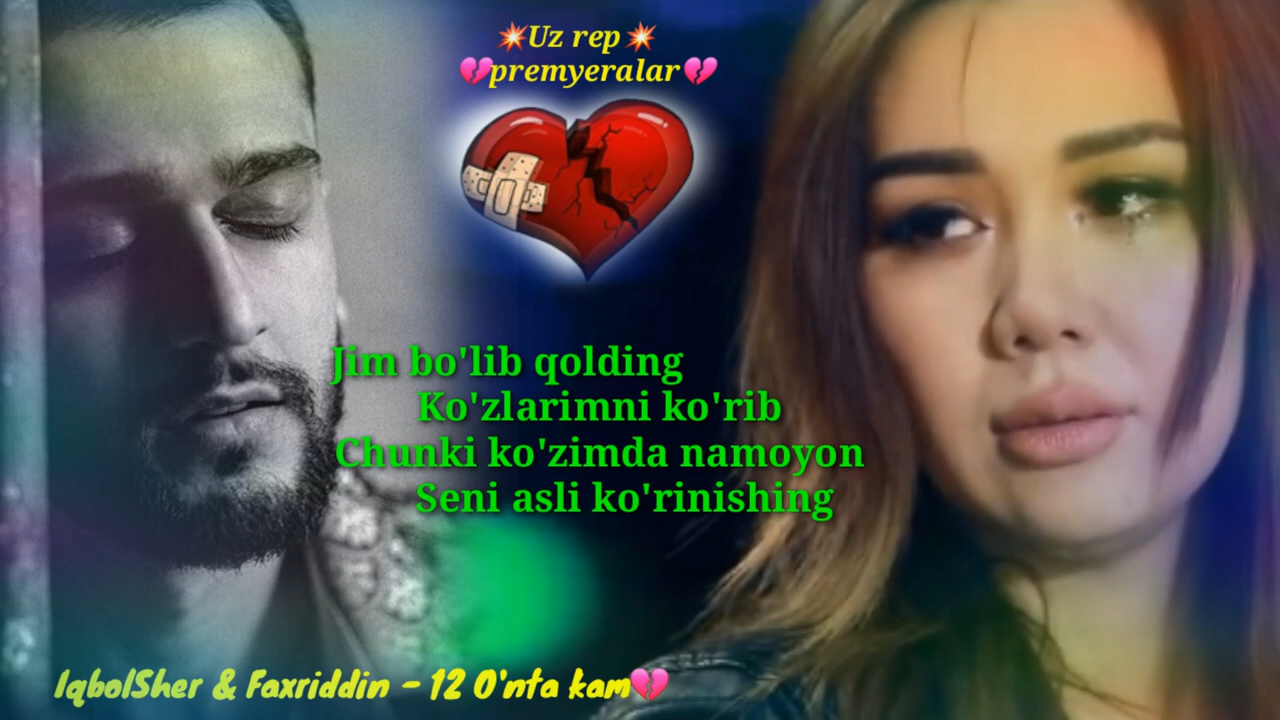 💥Uz rep💥
💔premyeralar💔
Jim bo'lib qolding
Ko'zlarimni ko'rib
Chunki ko'zimda namoyon
Seni asli ko'rinishing
IqbolSher & Faxriddin - 12 O'nta kam💔